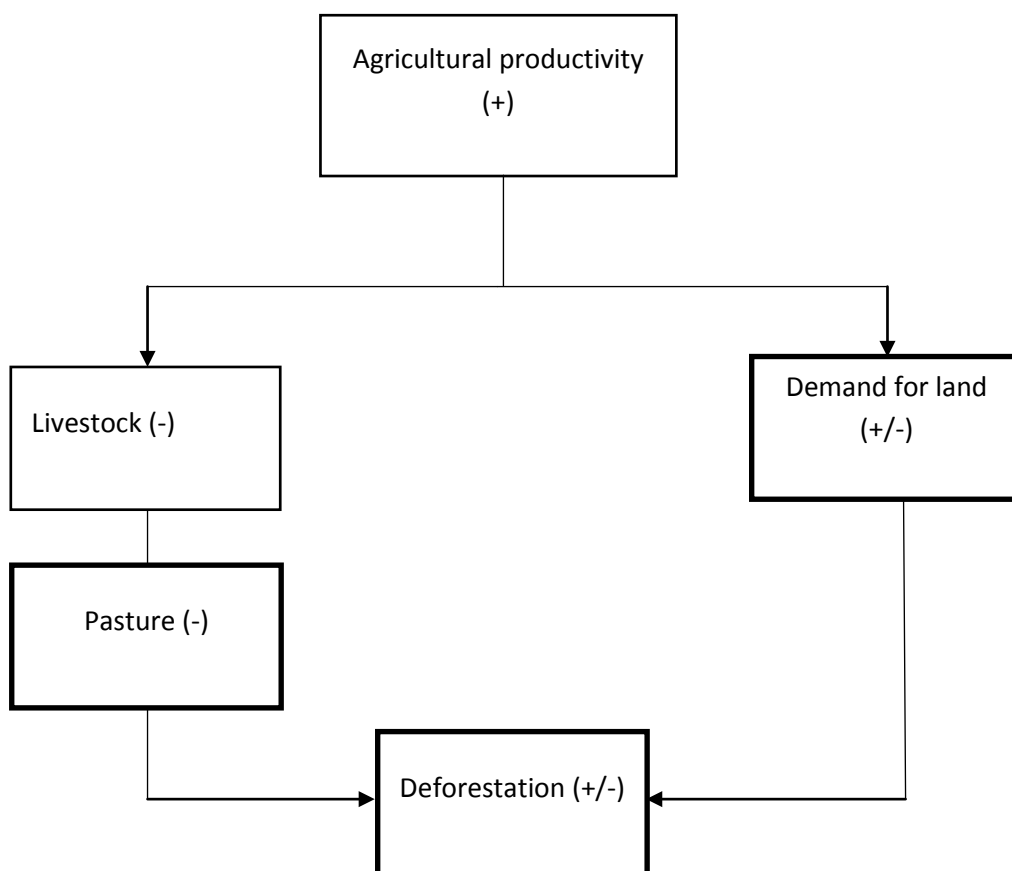 Agricultural productivity
(+)
Livestock (-)
Demand for land
(+/-)
Pasture (-)
Deforestation (+/-)